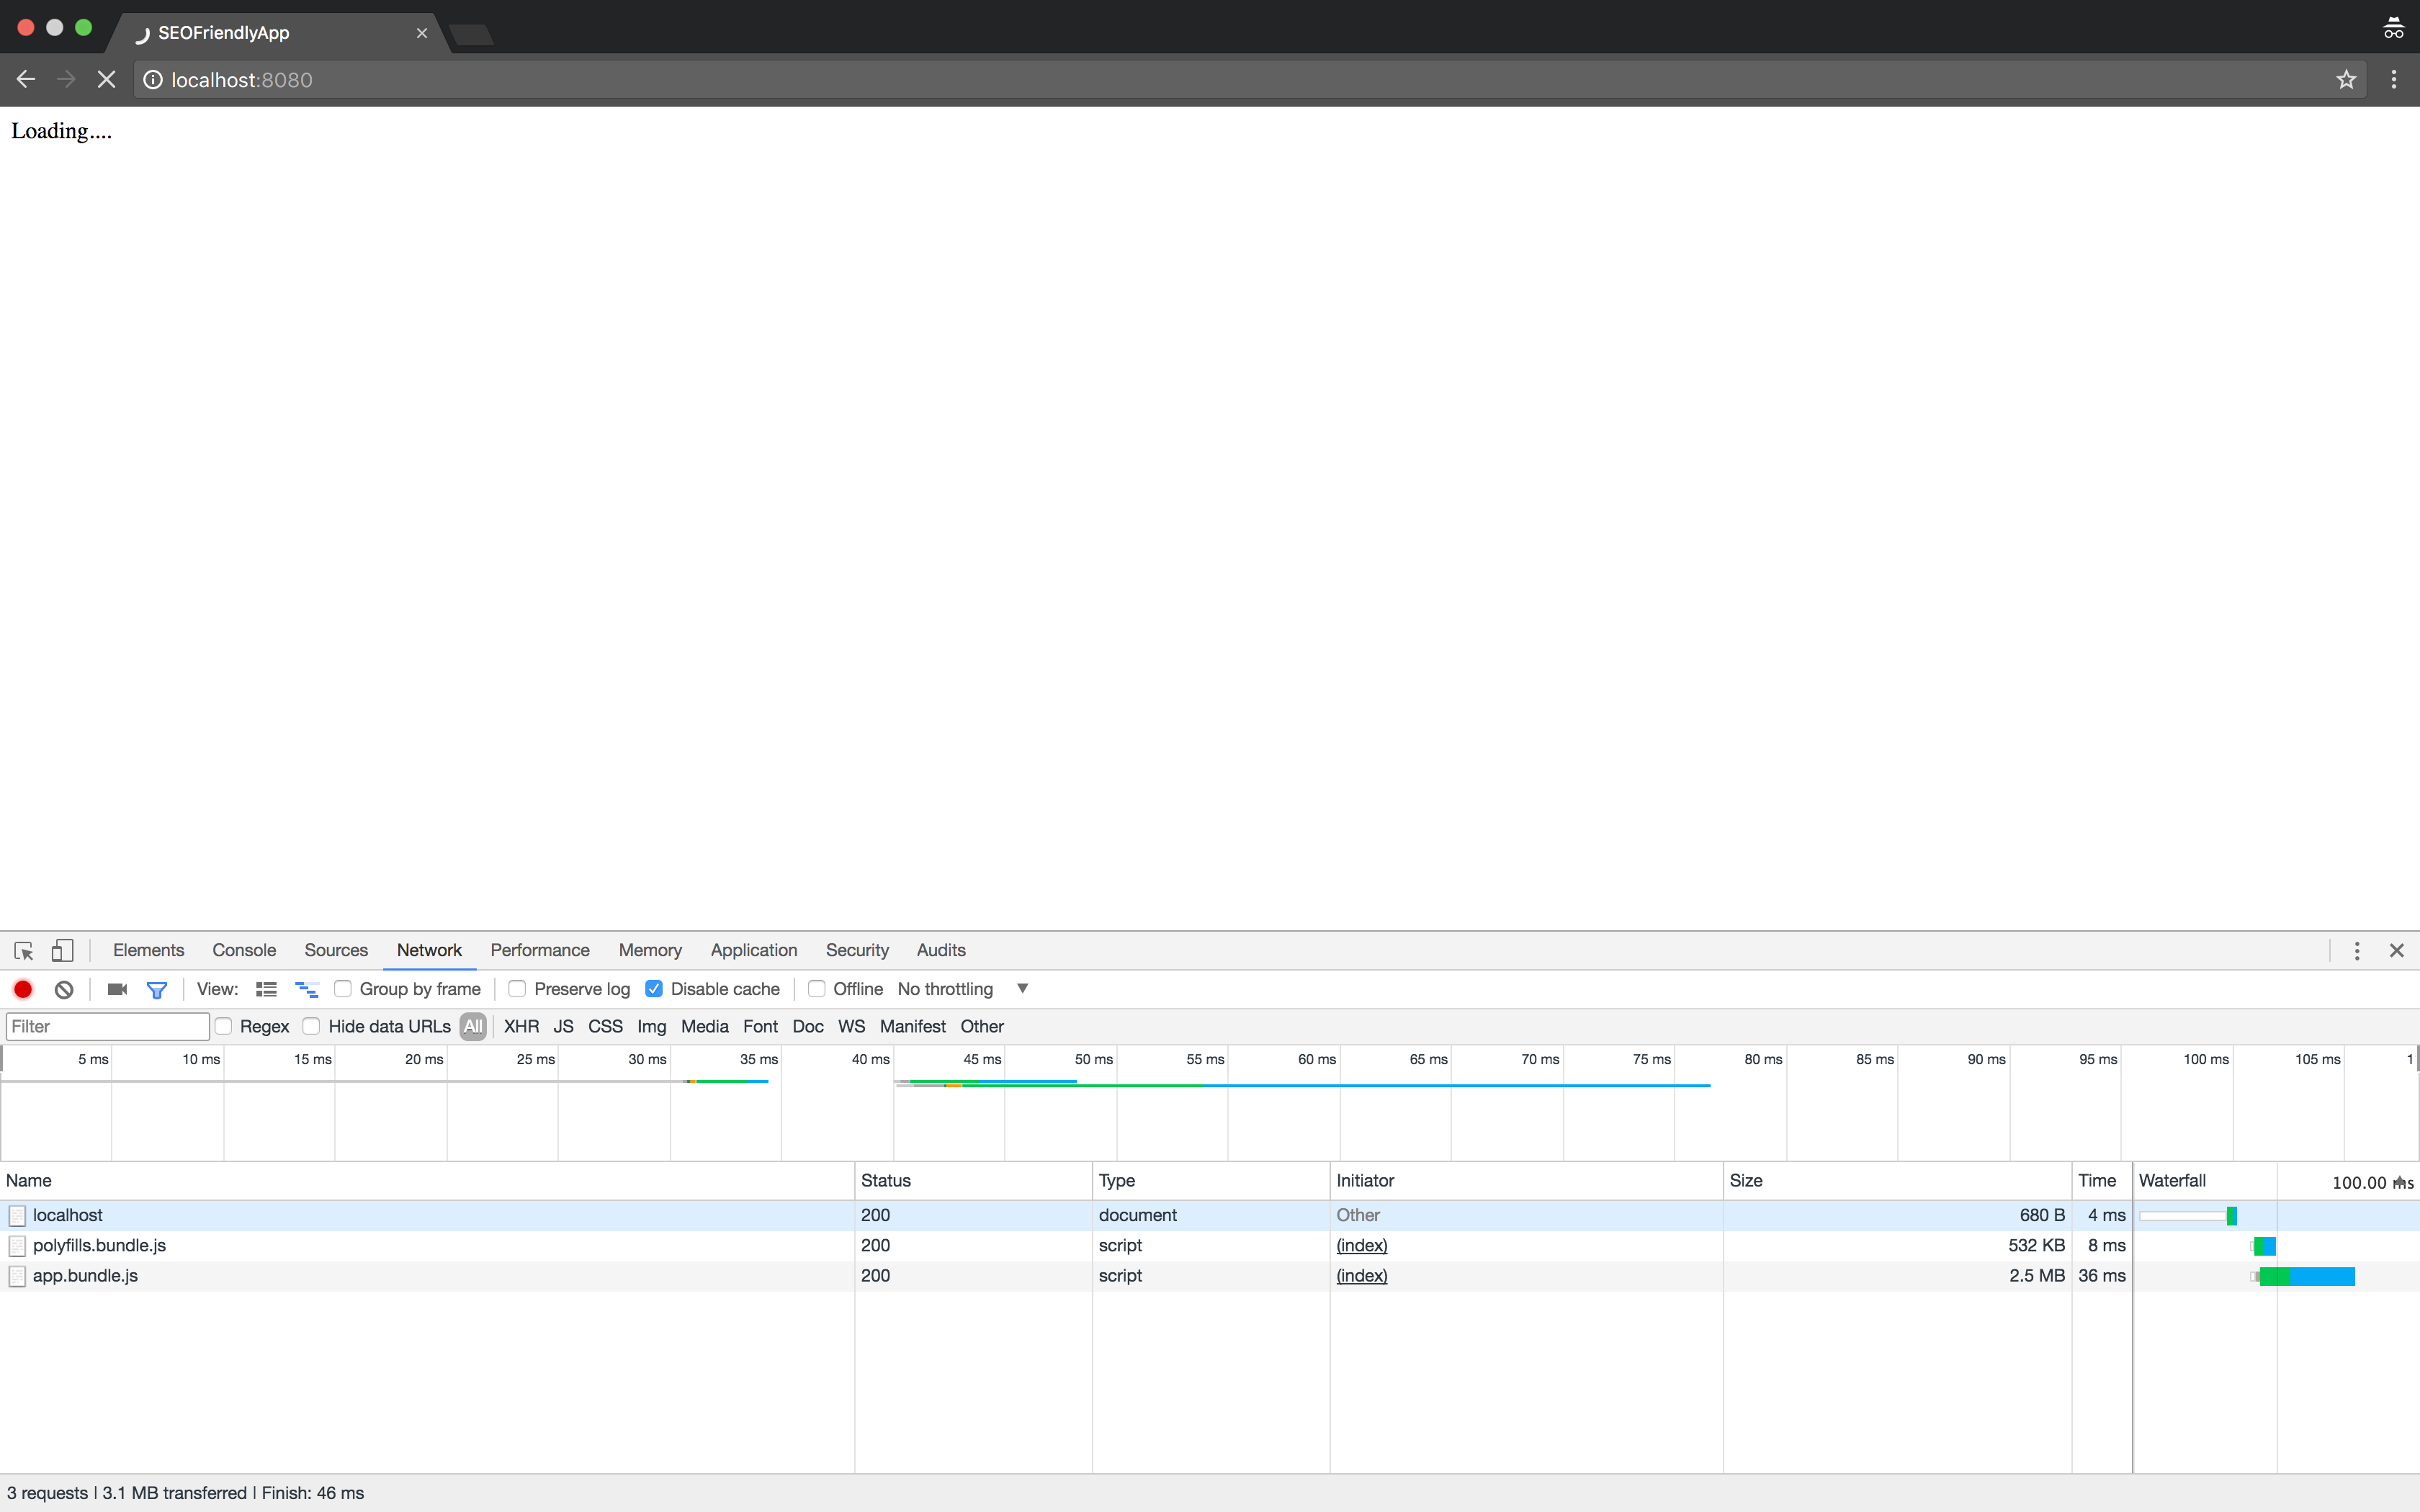 SEOFriendlyApp
localhost:8080
Loading....
Elements Console Sources Network Performance Memory Application Security Audits
View: Group by frame Preserve log Disable cache Offline No throttling
Filter Regex Hide data URLs All XHR JS CSS Img Media Font Doc WS Manifest Other
5 ms 10 ms 15 ms 20 ms 25 ms 30 ms 35 ms 40 ms 45 ms 50 ms 55 ms 60 ms 65 ms 70 ms 75 ms 80 ms 85 ms 90 ms 95 ms 100 ms 105 ms 1
Name Status Type Initiator Size Time Waterfall 100.00 ms
localhost 200 document Other 680 B 4 ms
polyfills.bundle.js 200 script (index) 532 KB 8 ms
app.bundle.js 200 script (index) 2.5 MB 36 ms
3 requests | 3.1 MB transferred | Finish: 46 ms